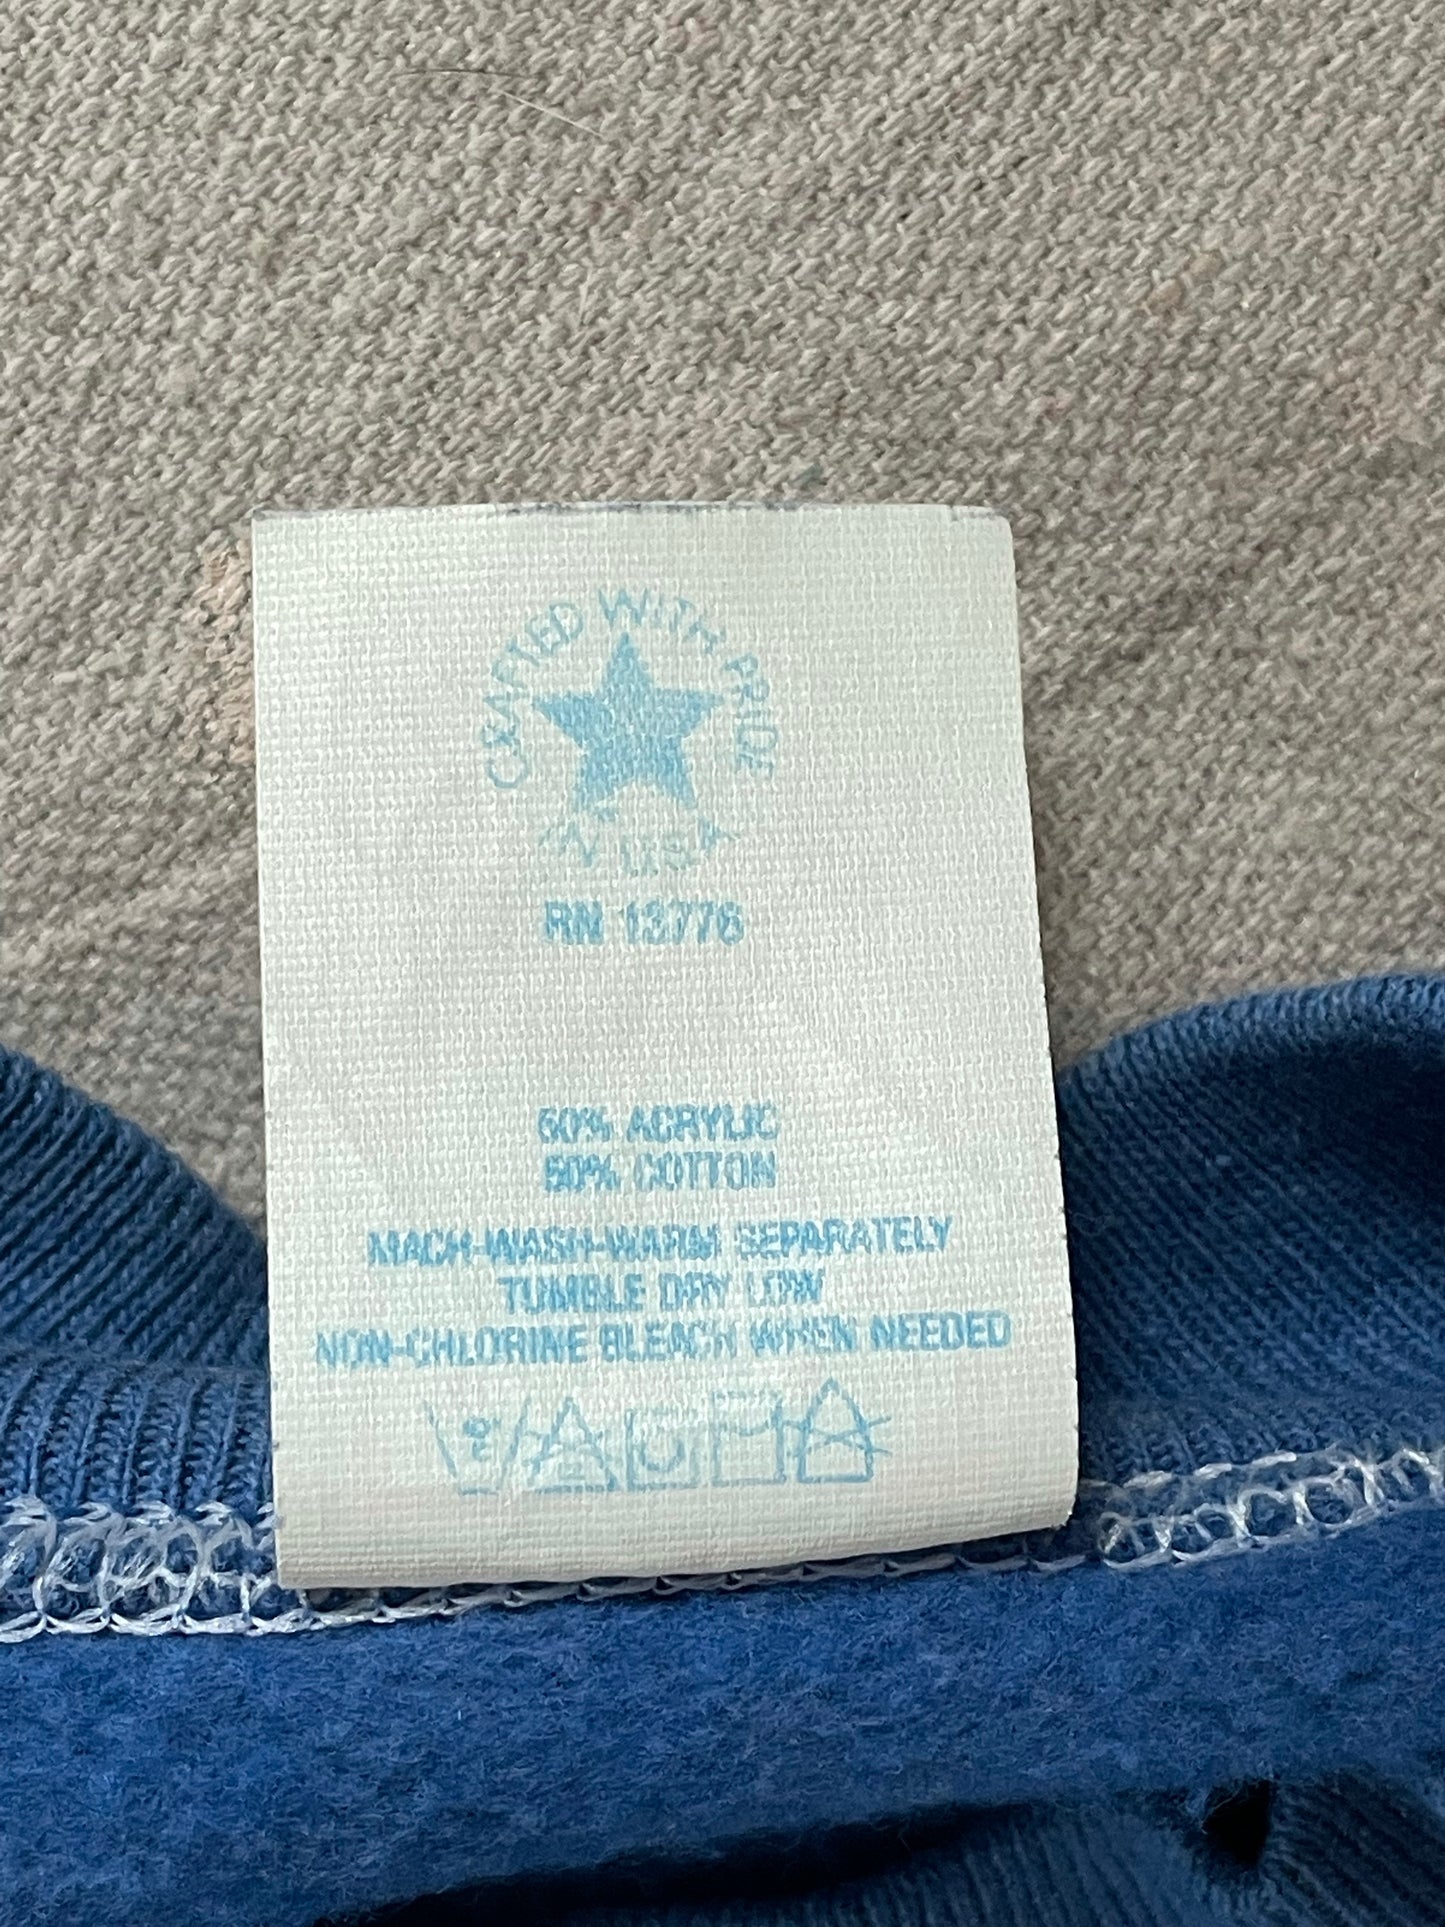 CRAFTED WITH PRIDE
IN U.S.A
RN 13776
50% ACRYLIC
50% COTTON
MACH-WASH-WARM SEPARATELY
TUMBLE DRY LOW
NON-CHLORINE BLEACH WHEN NEEDED